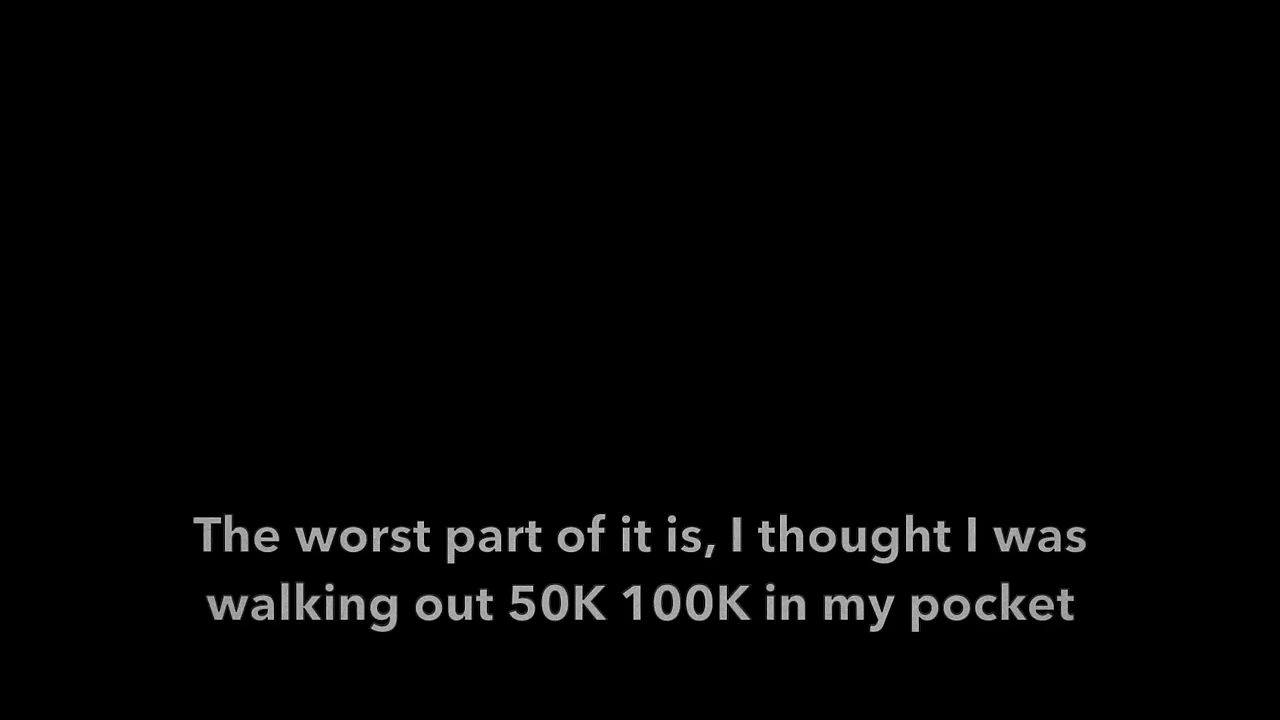 The worst part of it is, I thought I was
walking out 50K 100K in my pocket